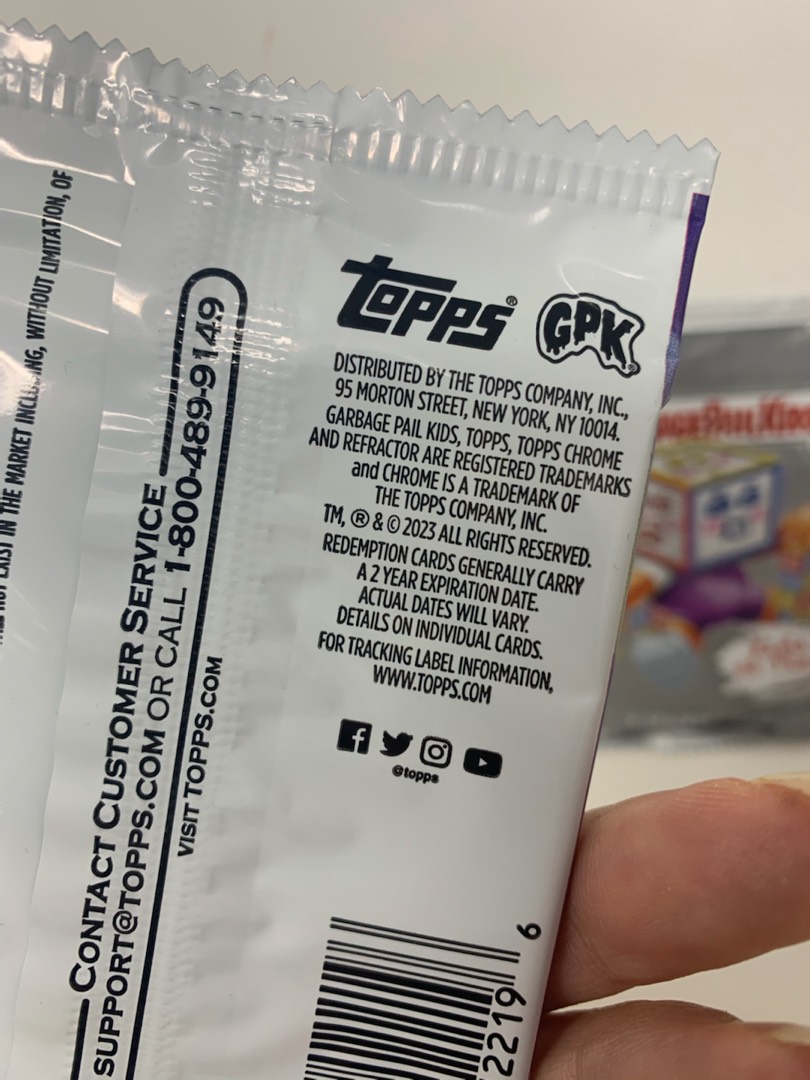 NOT EXIST IN THE MARKET INCLUDING, WITHOUT LIMITATION, OF
CONTACT CUSTOMER SERVICE
SUPPORT@TOPPS.COM OR CALL 1-800-489-9149
VISIT TOPPS.COM
TOPPS®
GPK®
DISTRIBUTED BY THE TOPPS COMPANY, INC.,
95 MORTON STREET, NEW YORK, NY 10014.
GARBAGE PAIL KIDS, TOPPS, TOPPS CHROME
AND REFRACTOR ARE REGISTERED TRADEMARKS
and CHROME IS A TRADEMARK OF
THE TOPPS COMPANY, INC.
TM, ® & © 2023 ALL RIGHTS RESERVED.
REDEMPTION CARDS GENERALLY CARRY
A 2 YEAR EXPIRATION DATE.
ACTUAL DATES WILL VARY.
DETAILS ON INDIVIDUAL CARDS.
FOR TRACKING LABEL INFORMATION,
WWW.TOPPS.COM
@topps
2219 6
PAIL KIDS